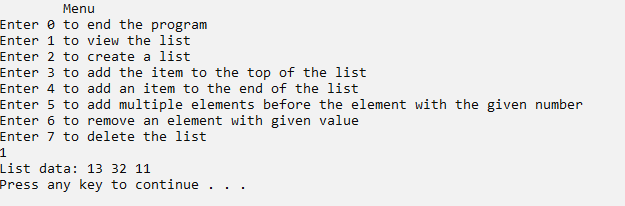 Menu
Enter 0 to end the program
Enter 1 to view the list
Enter 2 to create a list
Enter 3 to add the item to the top of the list
Enter 4 to add an item to the end of the list
Enter 5 to add multiple elements before the element with the given number
Enter 6 to remove an element with given value
Enter 7 to delete the list
1
List data: 13 32 11
Press any key to continue . . .